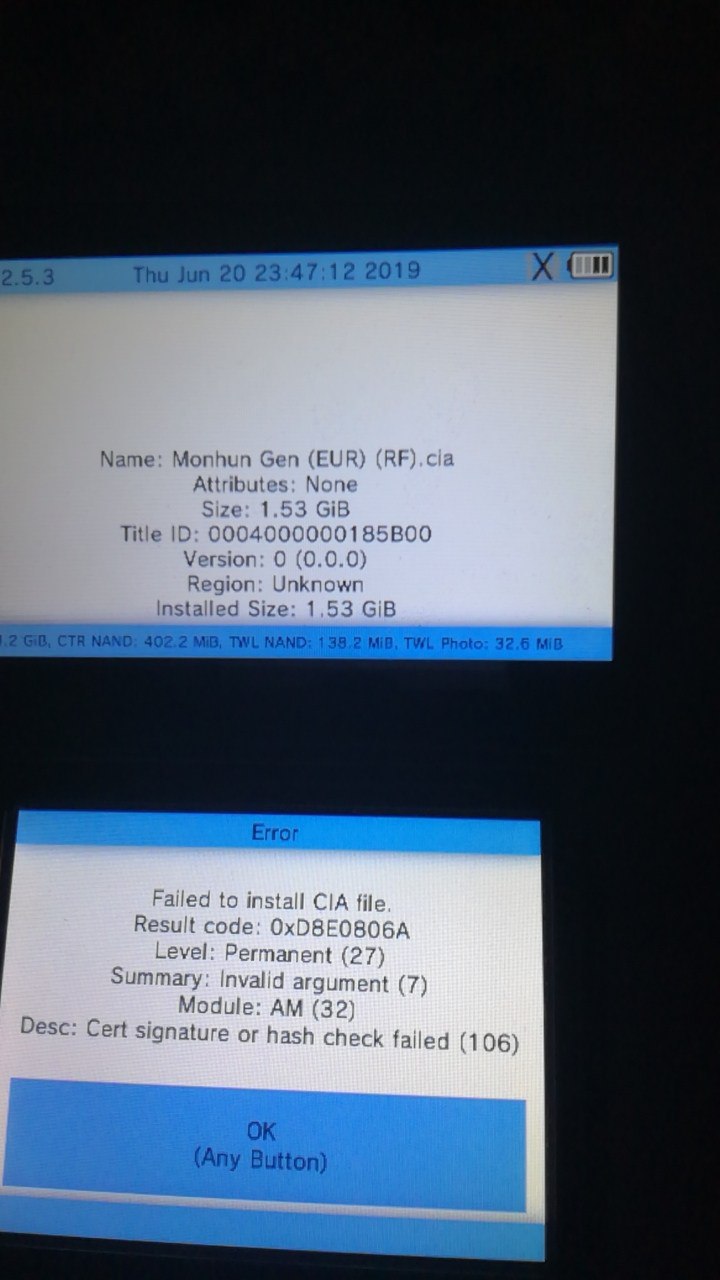 2.5.3 Thu Jun 20 23:47:12 2019 X
Name: Monhun Gen (EUR) (RF).cia
Attributes: None
Size: 1.53 GiB
Title ID: 0004000000185B00
Version: 0 (0.0.0)
Region: Unknown
Installed Size: 1.53 GiB
.2 GiB, CTR NAND: 402.2 MiB, TWL NAND: 138.2 MiB, TWL Photo: 32.6 MiB
Error
Failed to install CIA file.
Result code: 0xD8E0806A
Level: Permanent (27)
Summary: Invalid argument (7)
Module: AM (32)
Desc: Cert signature or hash check failed (106)
OK
(Any Button)